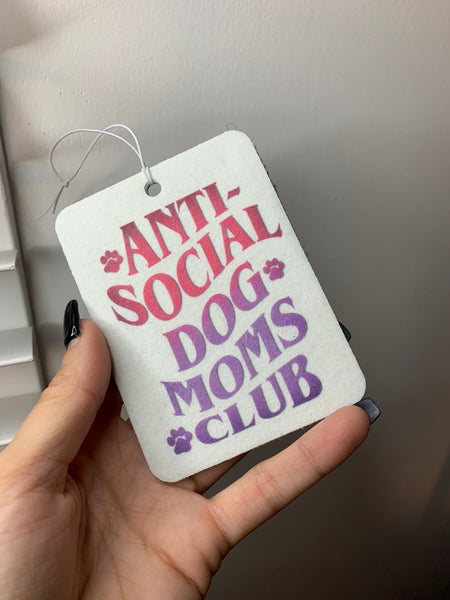 ANTI-
SOCIAL
DOG
MOMS
CLUB